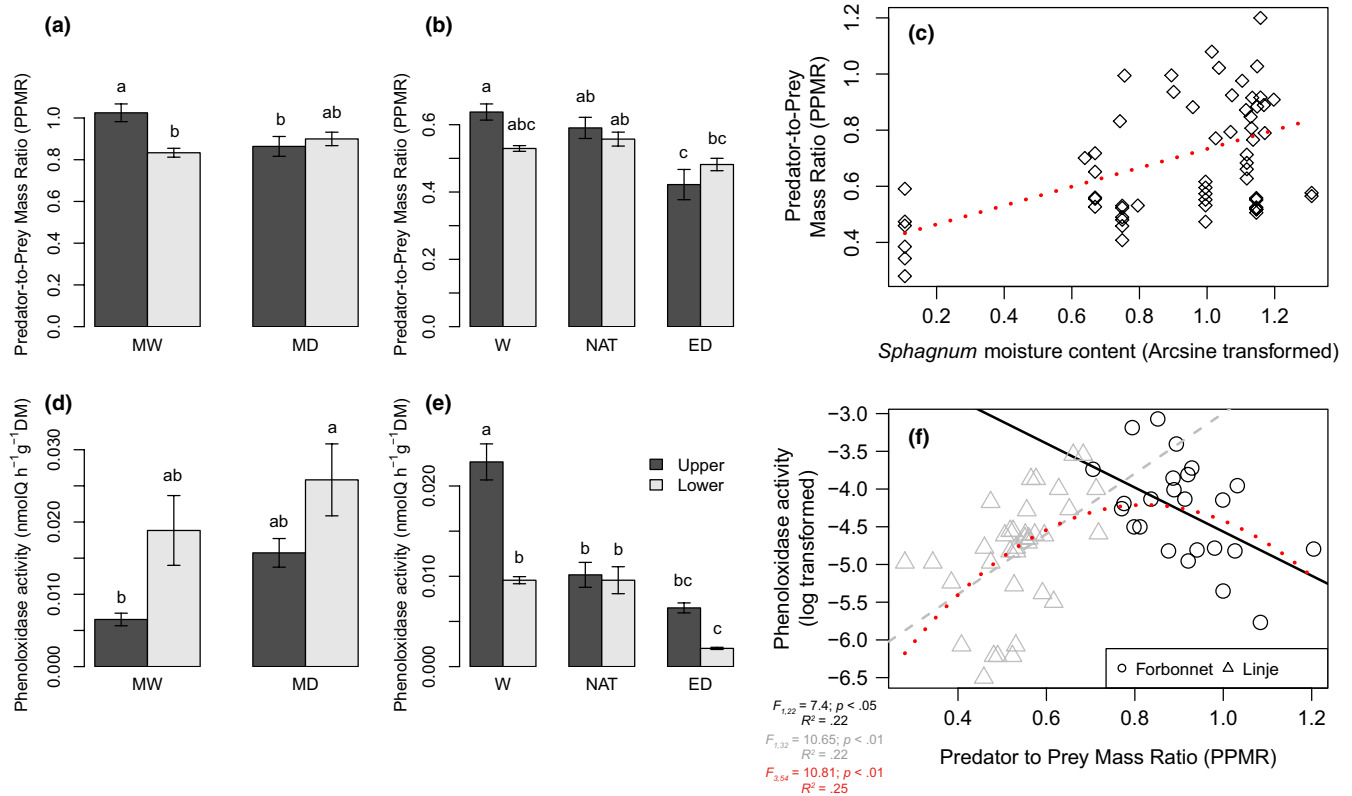 (a)
Predator-to-Prey Mass Ratio (PPMR)
0.0 0.2 0.4 0.6 0.8 1.0
a
b
b
ab
MW MD
(b)
Predator-to-Prey Mass Ratio (PPMR)
0.0 0.2 0.4 0.6
a
abc
ab
ab
c
bc
W NAT ED
(c)
Predator-to-Prey
Mass Ratio (PPMR)
0.4 0.6 0.8 1.0 1.2
0.2 0.4 0.6 0.8 1.0 1.2
Sphagnum moisture content (Arcsine transformed)
(d)
Phenoloxidase activity (nmolQ h⁻¹g⁻¹DM)
0.000 0.010 0.020 0.030
b
ab
ab
a
MW MD
(e)
Phenoloxidase activity (nmolQ h⁻¹g⁻¹DM)
0.000 0.010 0.020
a
b
b
b
bc
c
W NAT ED
Upper
Lower
(f)
Phenoloxidase activity
(log transformed)
−3.0
−3.5
−4.0
−4.5
−5.0
−5.5
−6.0
−6.5
Forbonnet Linje
0.4 0.6 0.8 1.0 1.2
Predator to Prey Mass Ratio (PPMR)
F1,22 = 7.4; p < .05
R² = .22
F1,32 = 10.65; p < .01
R² = .22
F3,54 = 10.81; p < .01
R² = .25